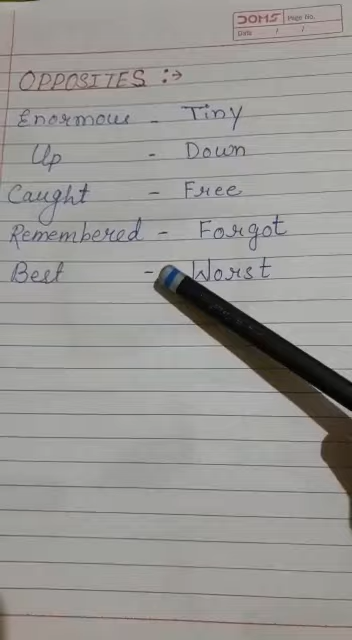 DOMS Page No.
Date / /
OPPOSITES :→
Enormous - Tiny
Up - Down
Caught - Free
Remembered - Forgot
Best - Worst